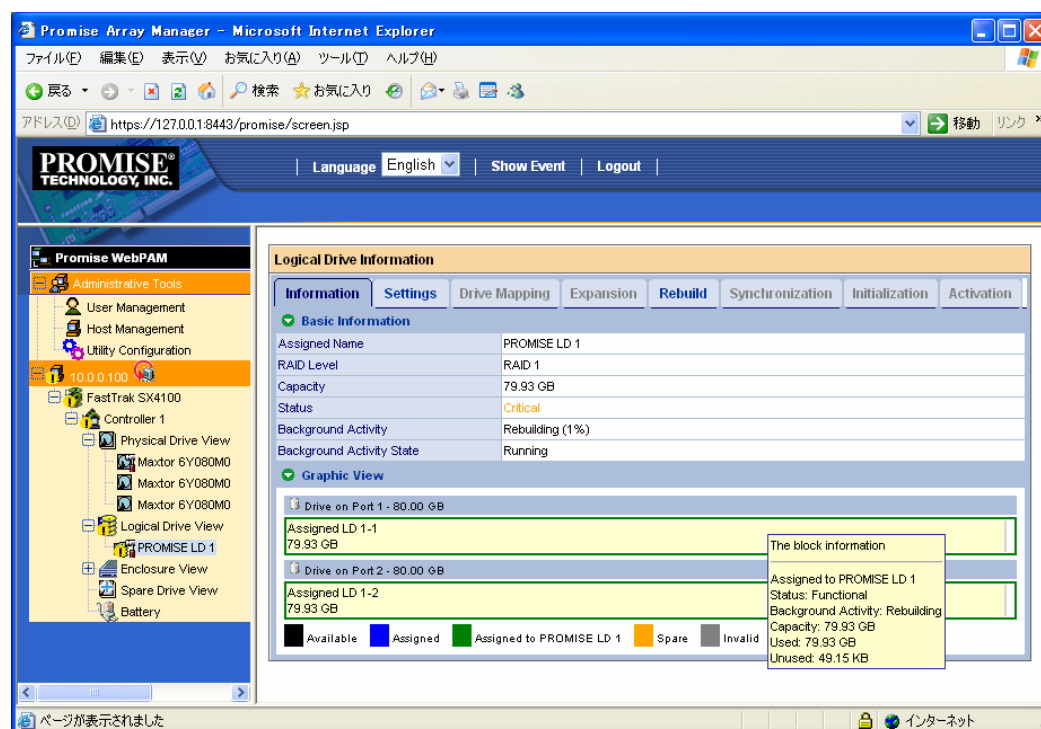 Promise Array Manager - Microsoft Internet Explorer
ファイル(F) 編集(E) 表示(V) お気に入り(A) ツール(T) ヘルプ(H)
戻る 検索 お気に入り
アドレス(D) https://127.0.0.1:8443/promise/screen.jsp 移動 リンク »
PROMISE®
TECHNOLOGY, INC.
| Language English | Show Event | Logout |
Promise WebPAM
Administrative Tools
User Management
Host Management
Utility Configuration
10.0.0.100
FastTrak SX4100
Controller 1
Physical Drive View
Maxtor 6Y080M0
Maxtor 6Y080M0
Maxtor 6Y080M0
Logical Drive View
PROMISE LD 1
Enclosure View
Spare Drive View
Battery
Logical Drive Information
Information Settings Drive Mapping Expansion Rebuild Synchronization Initialization Activation
Basic Information
Assigned Name PROMISE LD 1
RAID Level RAID 1
Capacity 79.93 GB
Status Critical
Background Activity Rebuilding (1%)
Background Activity State Running
Graphic View
Drive on Port 1 - 80.00 GB
Assigned LD 1-1
79.93 GB
Drive on Port 2 - 80.00 GB
Assigned LD 1-2
79.93 GB
Available Assigned Assigned to PROMISE LD 1 Spare Invalid
The block information
Assigned to PROMISE LD 1
Status: Functional
Background Activity: Rebuilding
Capacity: 79.93 GB
Used: 79.93 GB
Unused: 49.15 KB
ページが表示されました インターネット